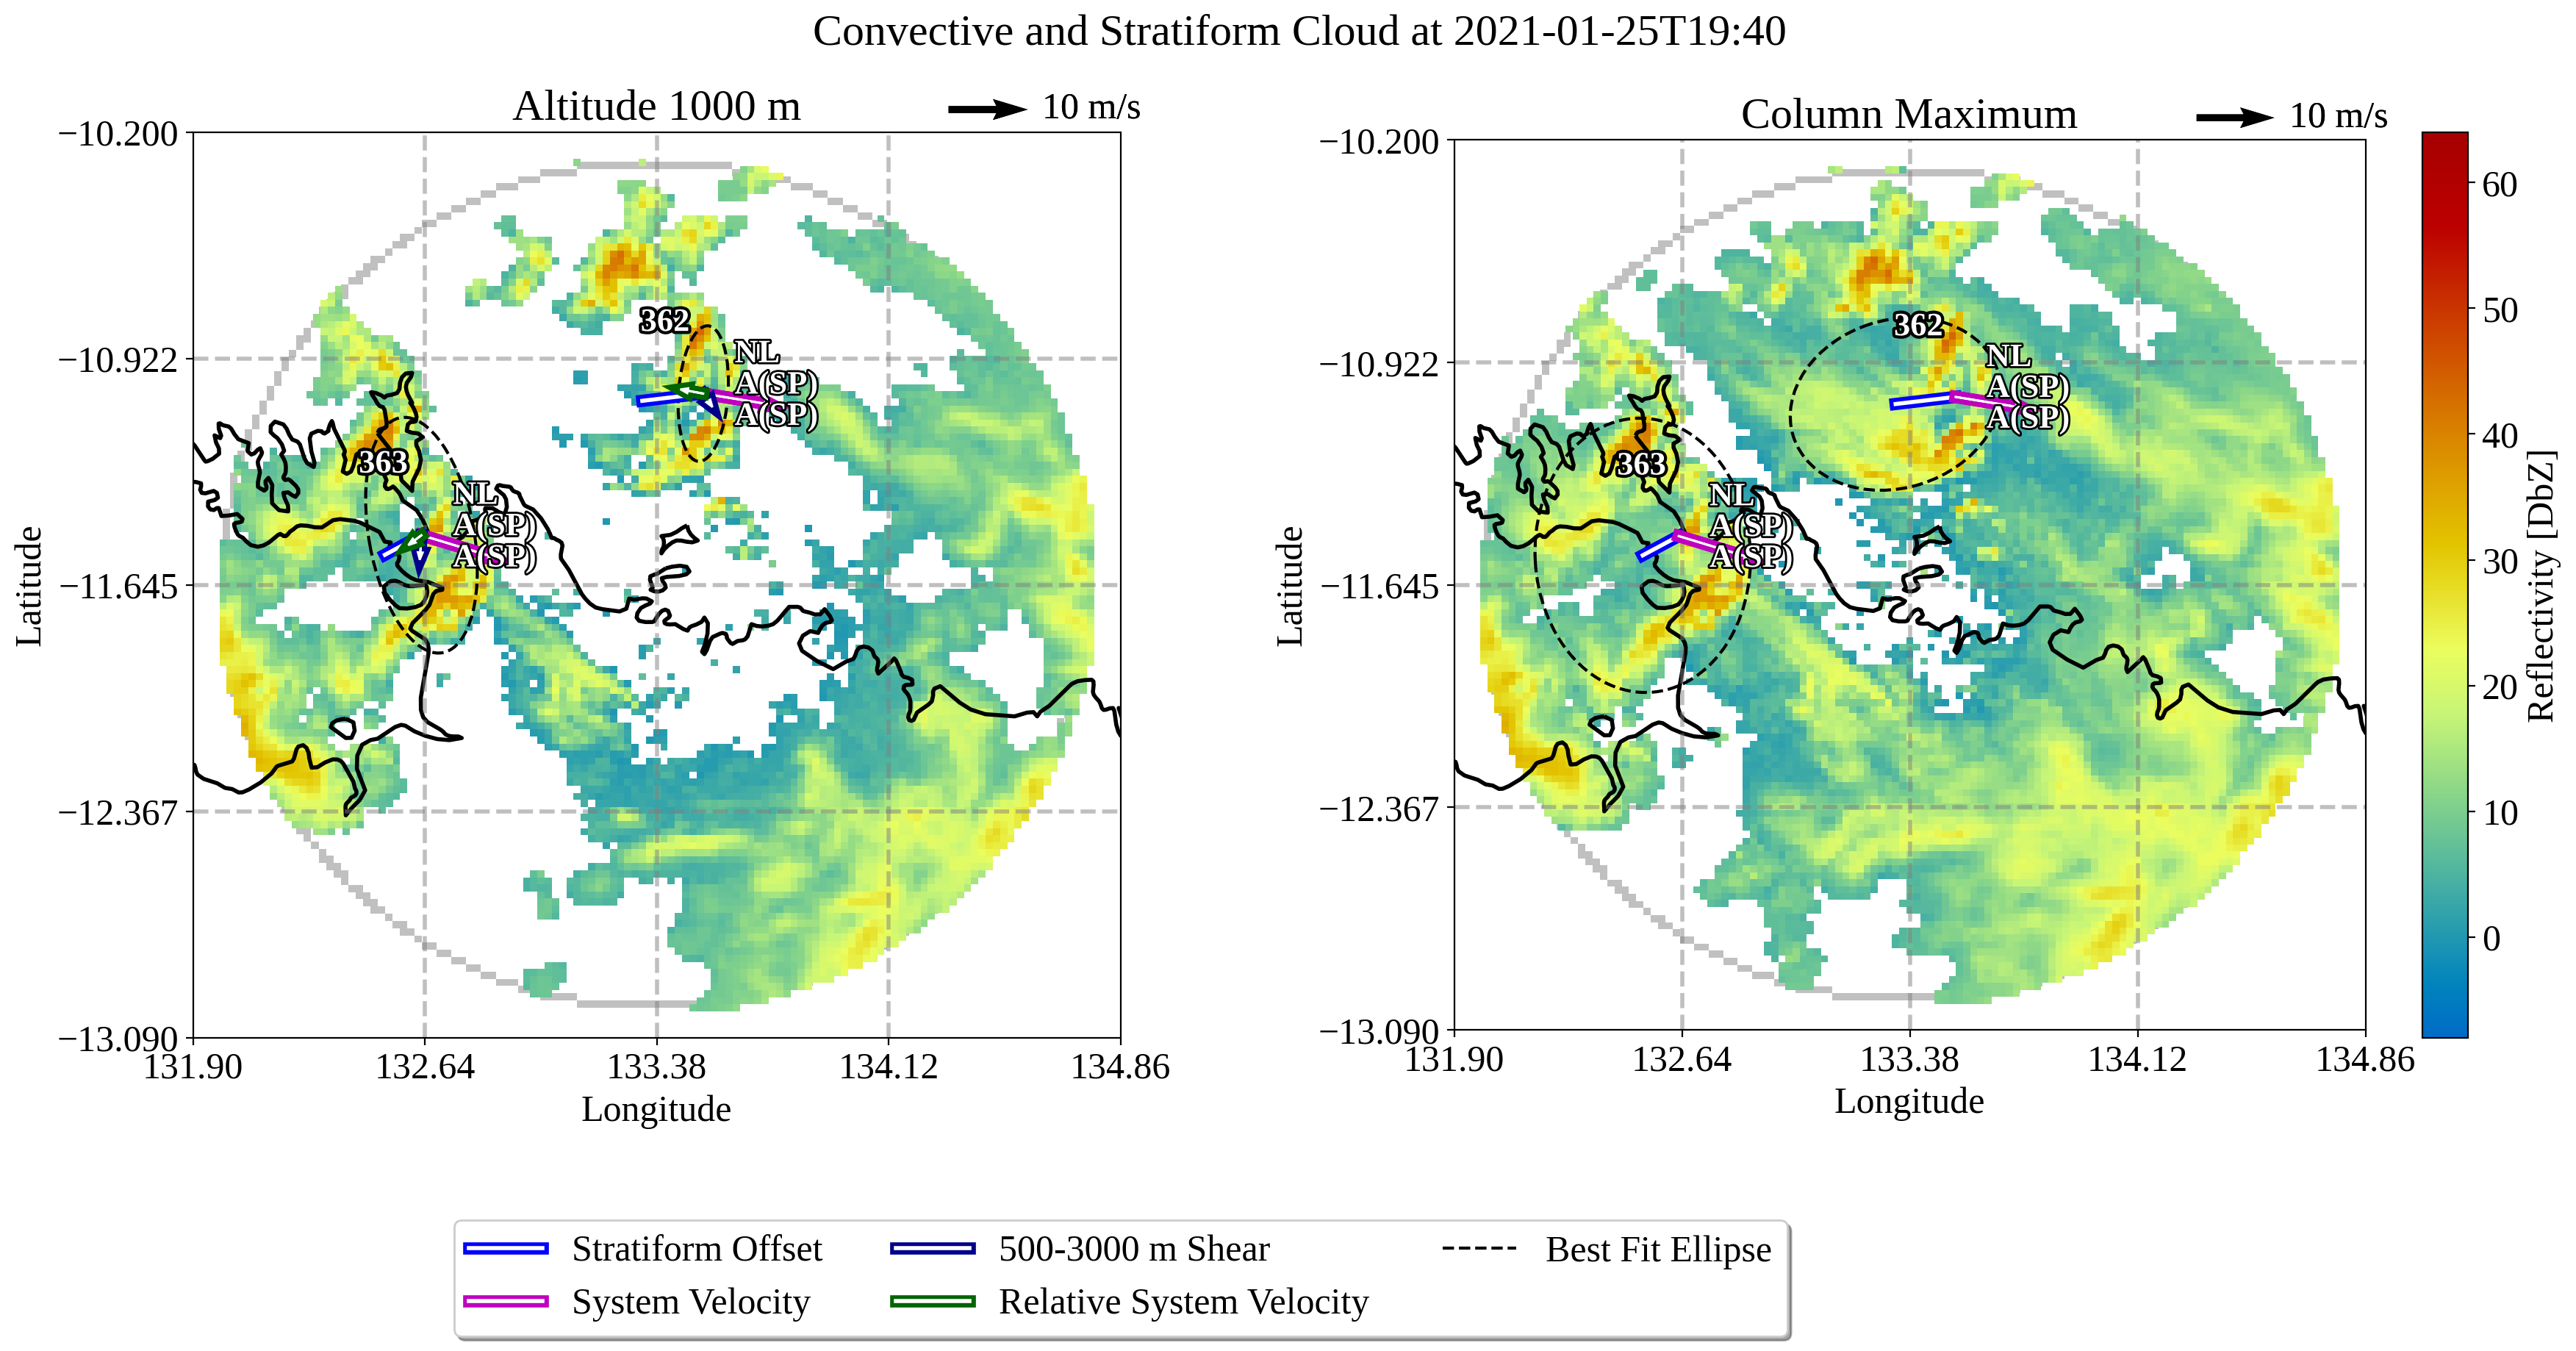 Convective and Stratiform Cloud at 2021-01-25T19:40
Altitude 1000 m
10 m/s
−10.200
−10.922
−11.645
−12.367
−13.090
131.90
132.64
133.38
134.12
134.86
Latitude
Longitude
362
NL
A(SP)
A(SP)
363
NL
A(SP)
A(SP)
Column Maximum
10 m/s
−10.200
−10.922
−11.645
−12.367
−13.090
131.90
132.64
133.38
134.12
134.86
Latitude
Longitude
362
NL
A(SP)
A(SP)
363
NL
A(SP)
A(SP)
60
50
40
30
20
10
0
Reflectivity [DbZ]
Stratiform Offset
System Velocity
500-3000 m Shear
Relative System Velocity
Best Fit Ellipse